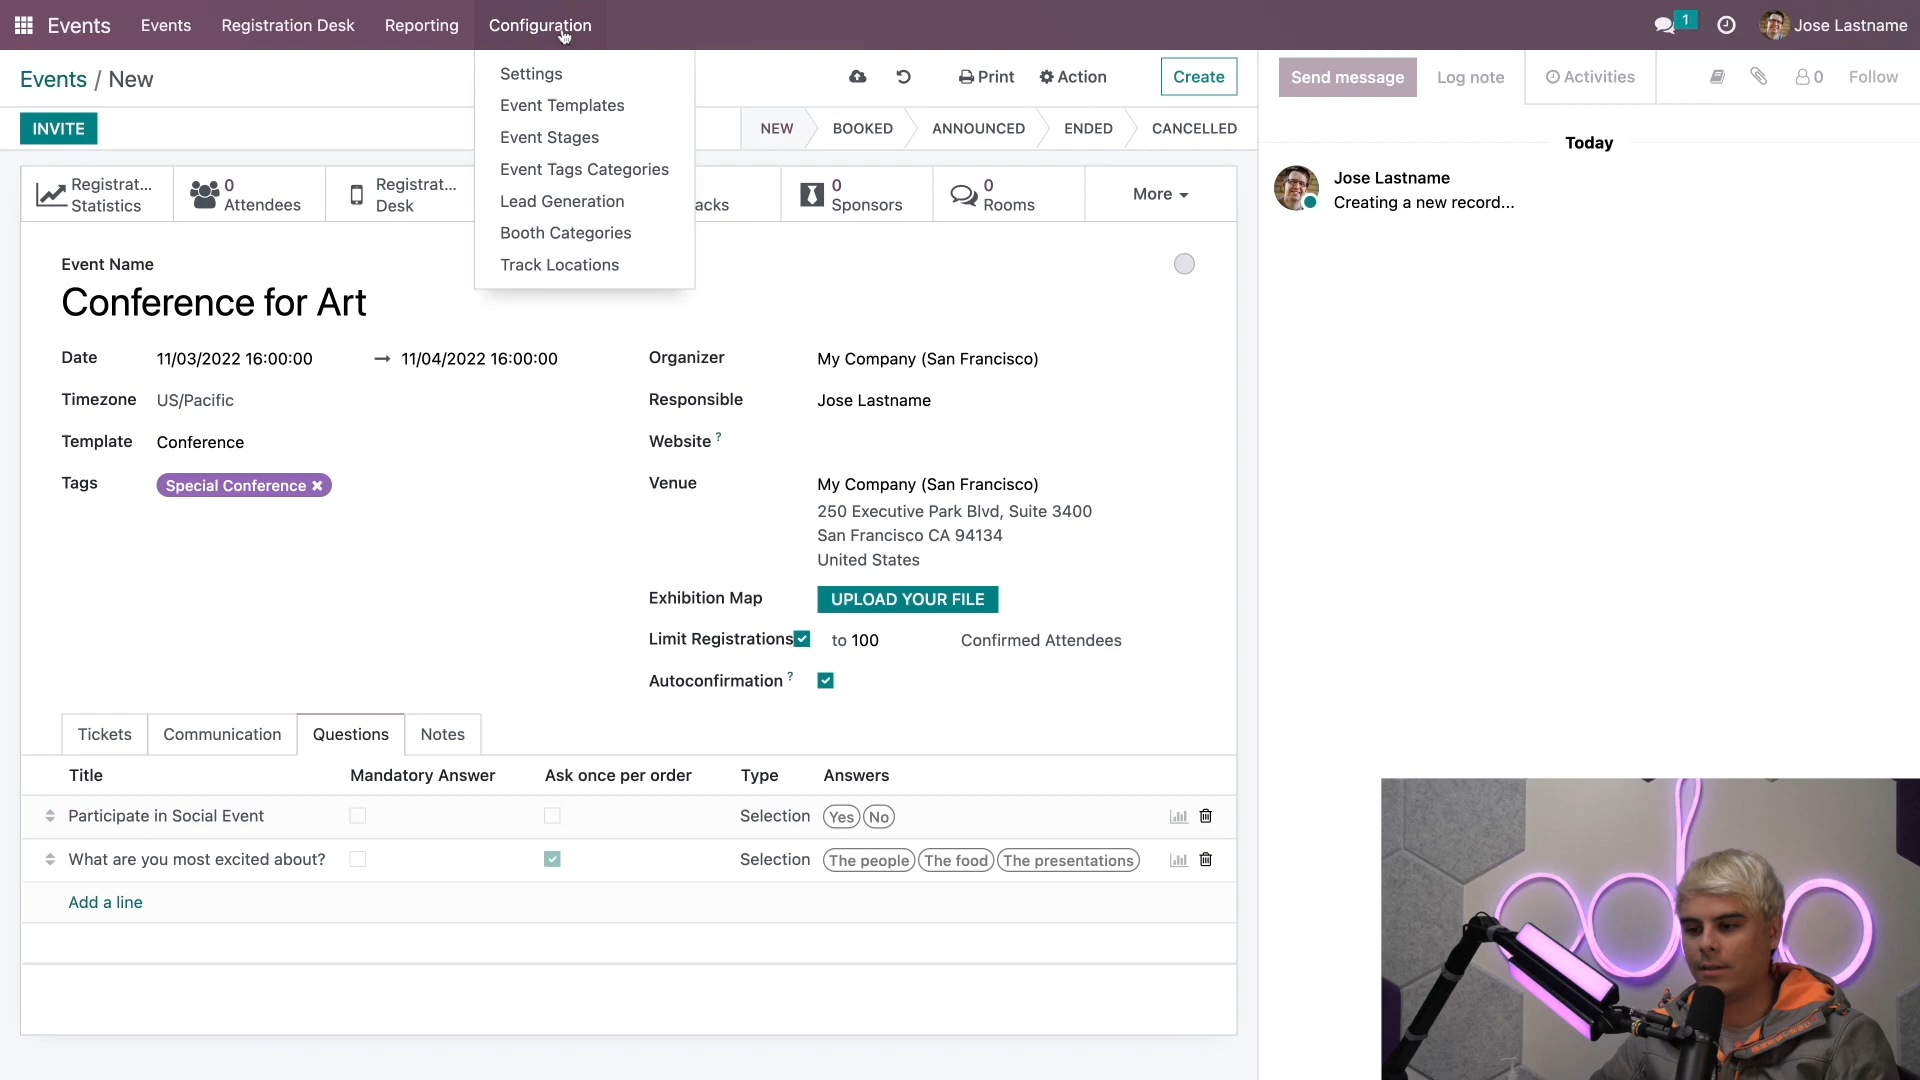 Events Events Registration Desk Reporting Configuration 1 Jose Lastname
Events / New
Print Action Create
Send message Log note Activities 0 Follow
INVITE
NEW BOOKED ANNOUNCED ENDED CANCELLED
Settings
Event Templates
Event Stages
Event Tags Categories
Lead Generation
Booth Categories
Track Locations
Registrat...
Statistics
0
Attendees
Registrat...
Desk
acks
0
Sponsors
0
Rooms
More
Today
Jose Lastname
Creating a new record...
Event Name
Conference for Art
Date 11/03/2022 16:00:00 → 11/04/2022 16:00:00
Timezone US/Pacific
Template Conference
Tags Special Conference ✖
Organizer My Company (San Francisco)
Responsible Jose Lastname
Website ?
Venue My Company (San Francisco)
250 Executive Park Blvd, Suite 3400
San Francisco CA 94134
United States
Exhibition Map UPLOAD YOUR FILE
Limit Registrations to 100 Confirmed Attendees
Autoconfirmation ?
Tickets Communication Questions Notes
Title Mandatory Answer Ask once per order Type Answers
Participate in Social Event Selection Yes No
What are you most excited about? Selection The people The food The presentations
Add a line
odoo